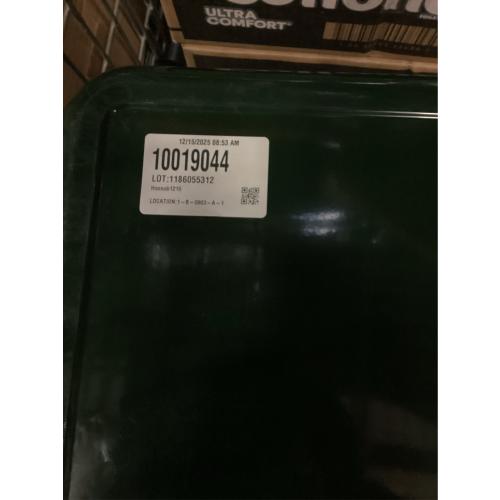 ULTRA
COMFORT
12/15/2025 08:53 AM
10019044
LOT:1186055312
LOCATION:1-B-0903-A-1